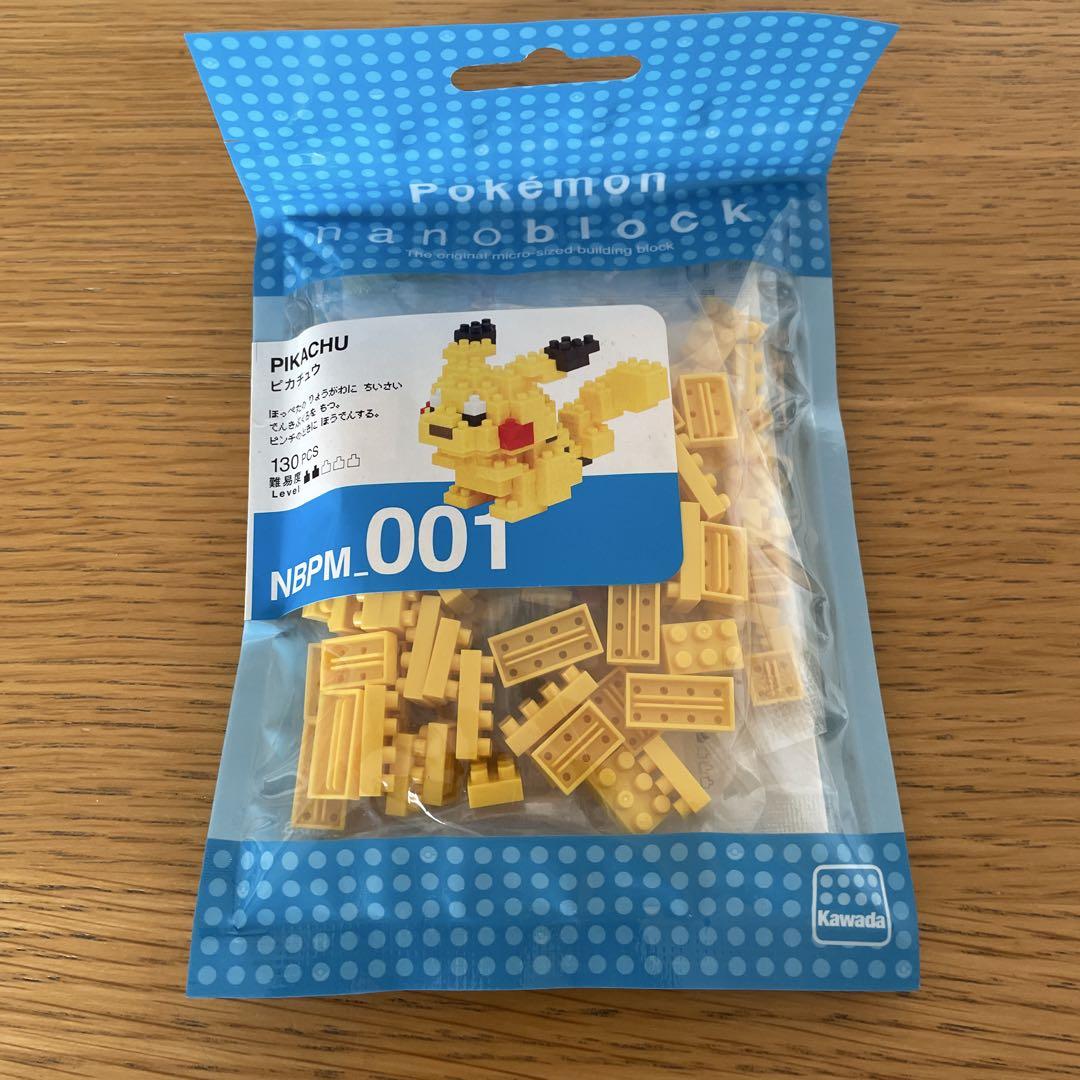 Pokémon
nanoblock
The original micro-sized building block
PIKACHU
ピカチュウ
ほっぺたの りょうがわに ちいさい
でんきぶくろを もつ。
ピンチのときに ほうでんする。
130 PCS
難易度
Level
NBPM_001
Kawada